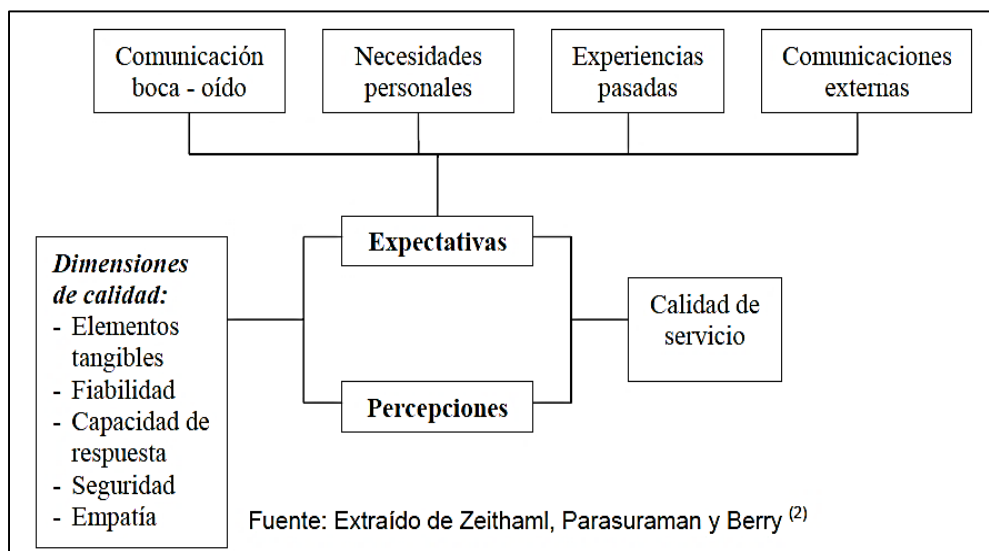 Comunicación
boca - oído
Necesidades
personales
Experiencias
pasadas
Comunicaciones
externas
Expectativas
Dimensiones
de calidad:
- Elementos
tangibles
- Fiabilidad
- Capacidad de
respuesta
- Seguridad
- Empatía
Calidad de
servicio
Percepciones
Fuente: Extraído de Zeithaml, Parasuraman y Berry (2)